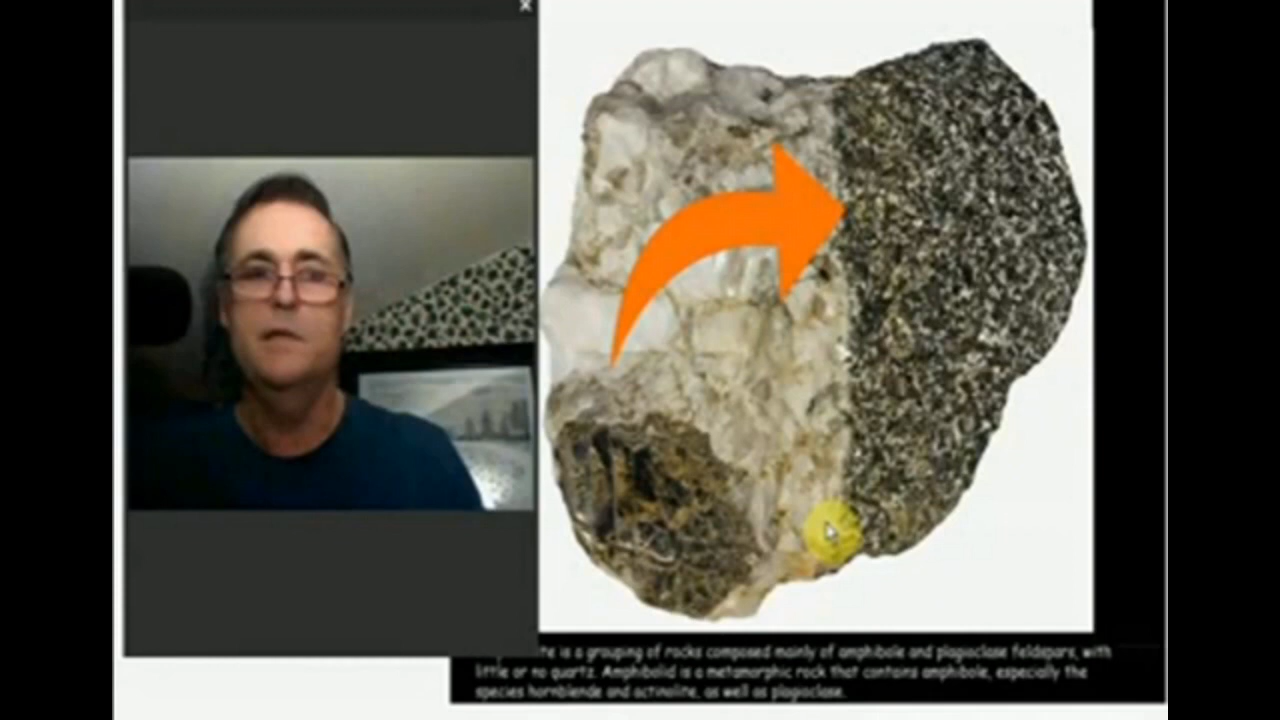 x
te is a grouping of rocks composed mainly of amphibole and plagioclase feldspars, with
little or no quartz. Amphibolid is a metamorphic rock that contains amphibole, especially the
species hornblende and actinolite, as well as plagioclase.